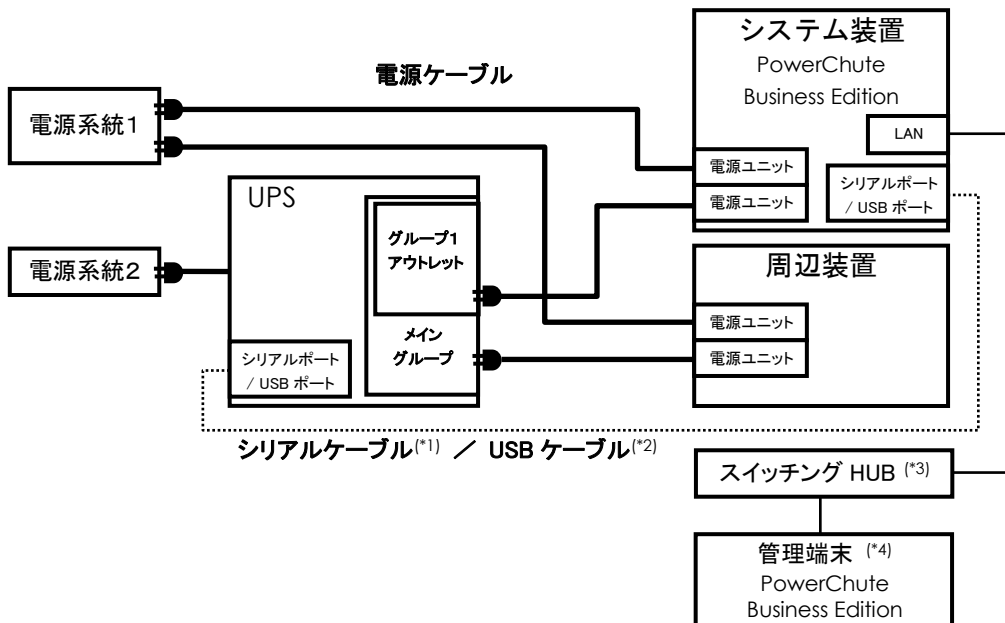 システム装置
PowerChute
Business Edition
電源ケーブル
電源系統1
LAN
電源ユニット
電源ユニット
シリアルポート
/ USB ポート
UPS
グループ1
アウトレット
電源系統2
周辺装置
電源ユニット
電源ユニット
メイン
グループ
シリアルポート
/ USB ポート
シリアルケーブル(*1) / USB ケーブル(*2)
スイッチング HUB (*3)
管理端末 (*4)
PowerChute
Business Edition